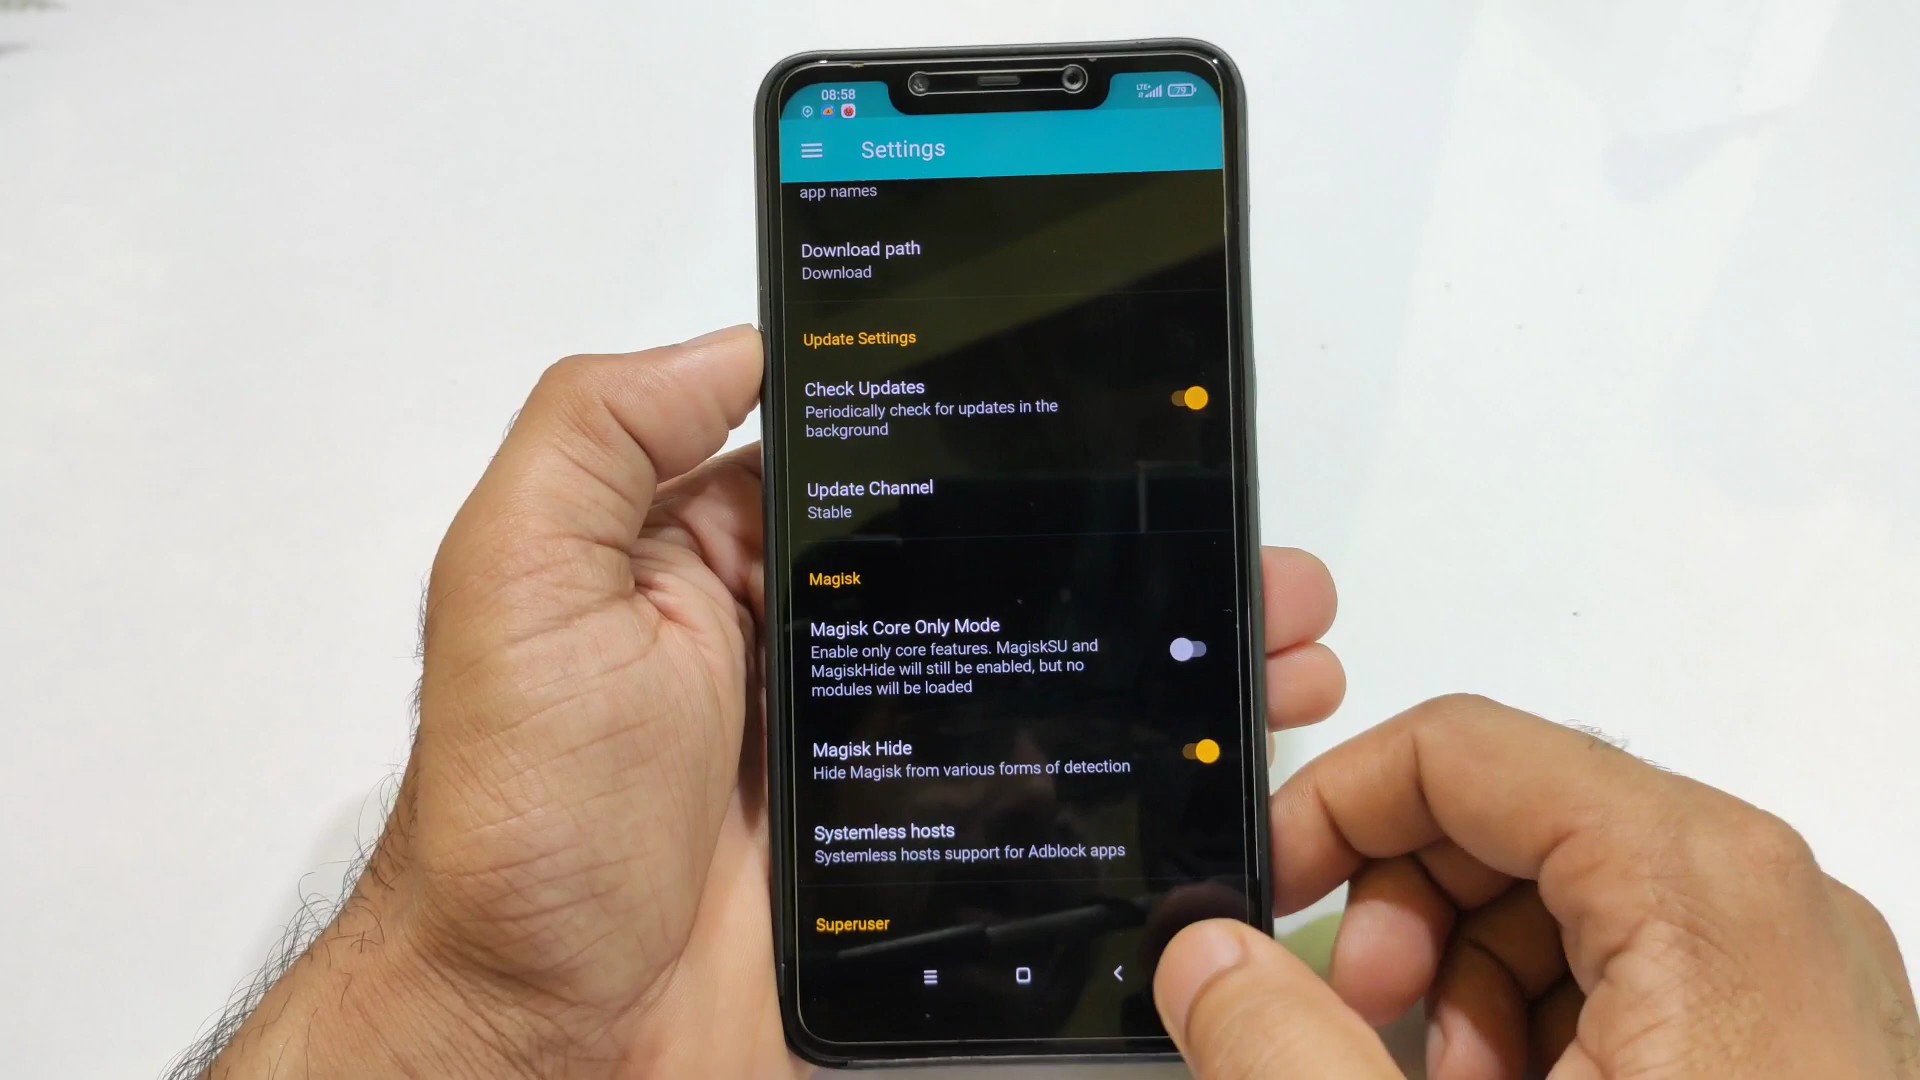 08:58
LTE+
79
Settings
app names
Download path
Download
Update Settings
Check Updates
Periodically check for updates in the
background
Update Channel
Stable
Magisk
Magisk Core Only Mode
Enable only core features. MagiskSU and
MagiskHide will still be enabled, but no
modules will be loaded
Magisk Hide
Hide Magisk from various forms of detection
Systemless hosts
Systemless hosts support for Adblock apps
Superuser